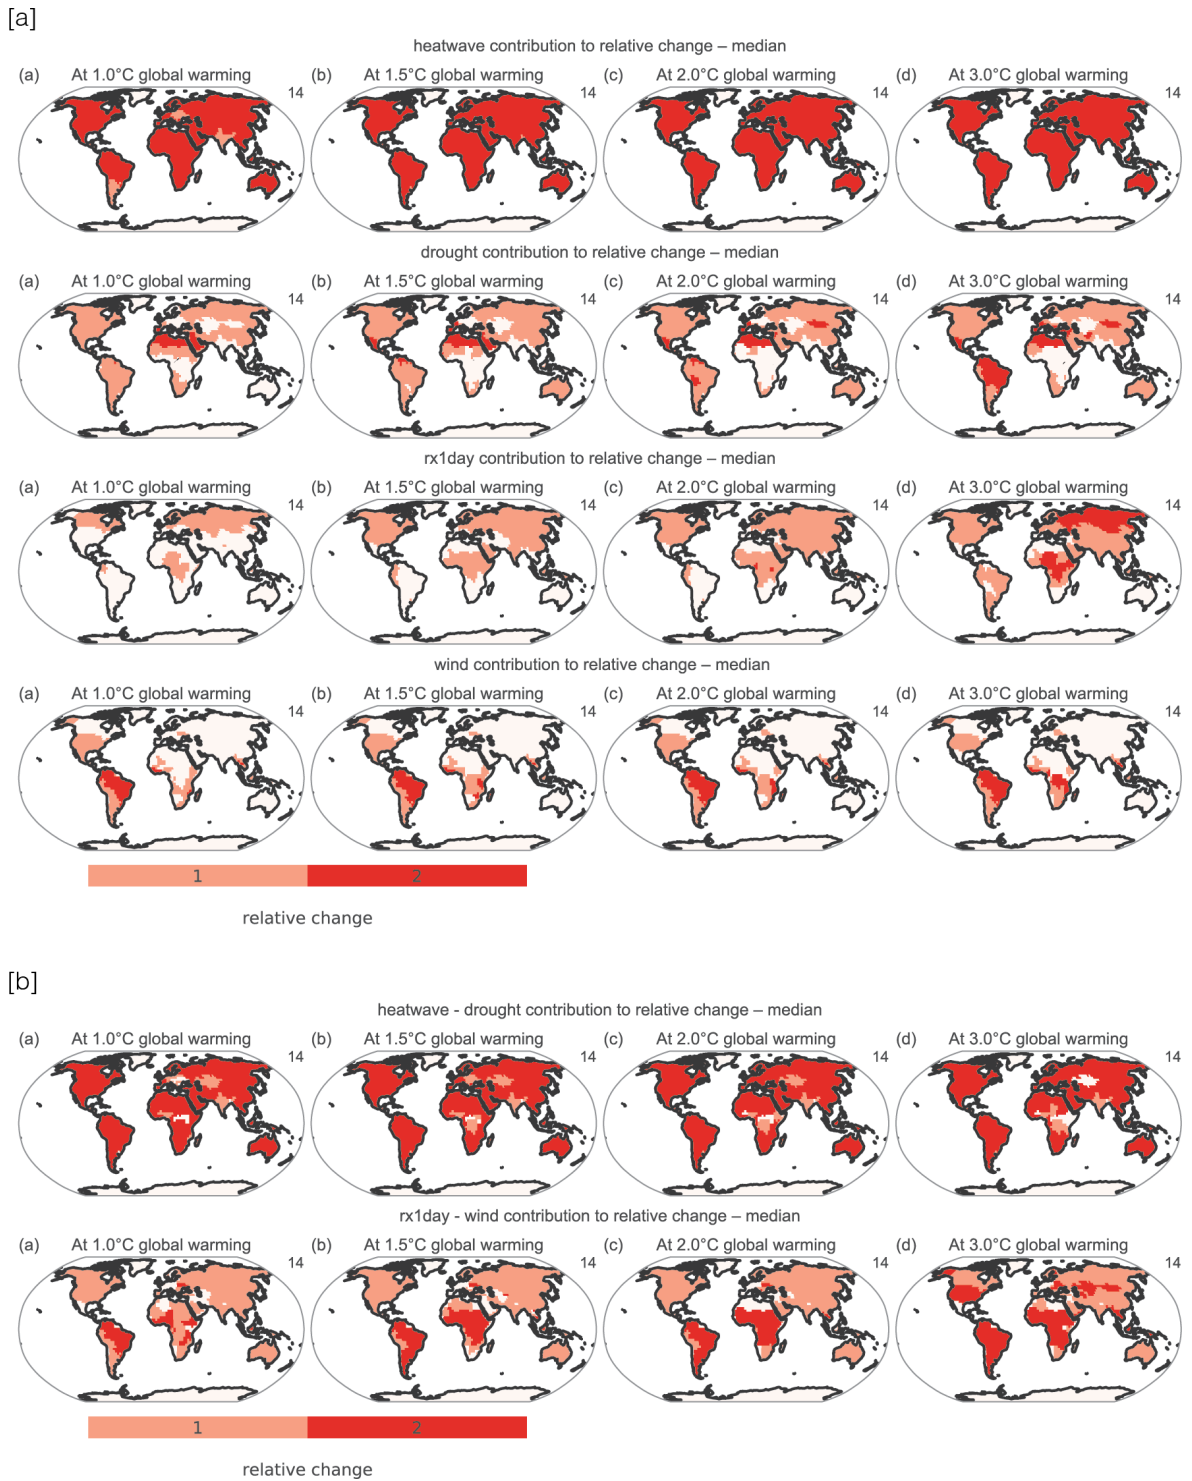 [a]
heatwave contribution to relative change – median
(a) At 1.0°C global warming (b) At 1.5°C global warming (c) At 2.0°C global warming (d) At 3.0°C global warming
14 14 14 14
drought contribution to relative change – median
(a) At 1.0°C global warming (b) At 1.5°C global warming (c) At 2.0°C global warming (d) At 3.0°C global warming
14 14 14 14
rx1day contribution to relative change – median
(a) At 1.0°C global warming (b) At 1.5°C global warming (c) At 2.0°C global warming (d) At 3.0°C global warming
14 14 14 14
wind contribution to relative change – median
(a) At 1.0°C global warming (b) At 1.5°C global warming (c) At 2.0°C global warming (d) At 3.0°C global warming
14 14 14 14
1 2
relative change
[b]
heatwave - drought contribution to relative change – median
(a) At 1.0°C global warming (b) At 1.5°C global warming (c) At 2.0°C global warming (d) At 3.0°C global warming
14 14 14 14
rx1day - wind contribution to relative change – median
(a) At 1.0°C global warming (b) At 1.5°C global warming (c) At 2.0°C global warming (d) At 3.0°C global warming
14 14 14 14
1 2
relative change